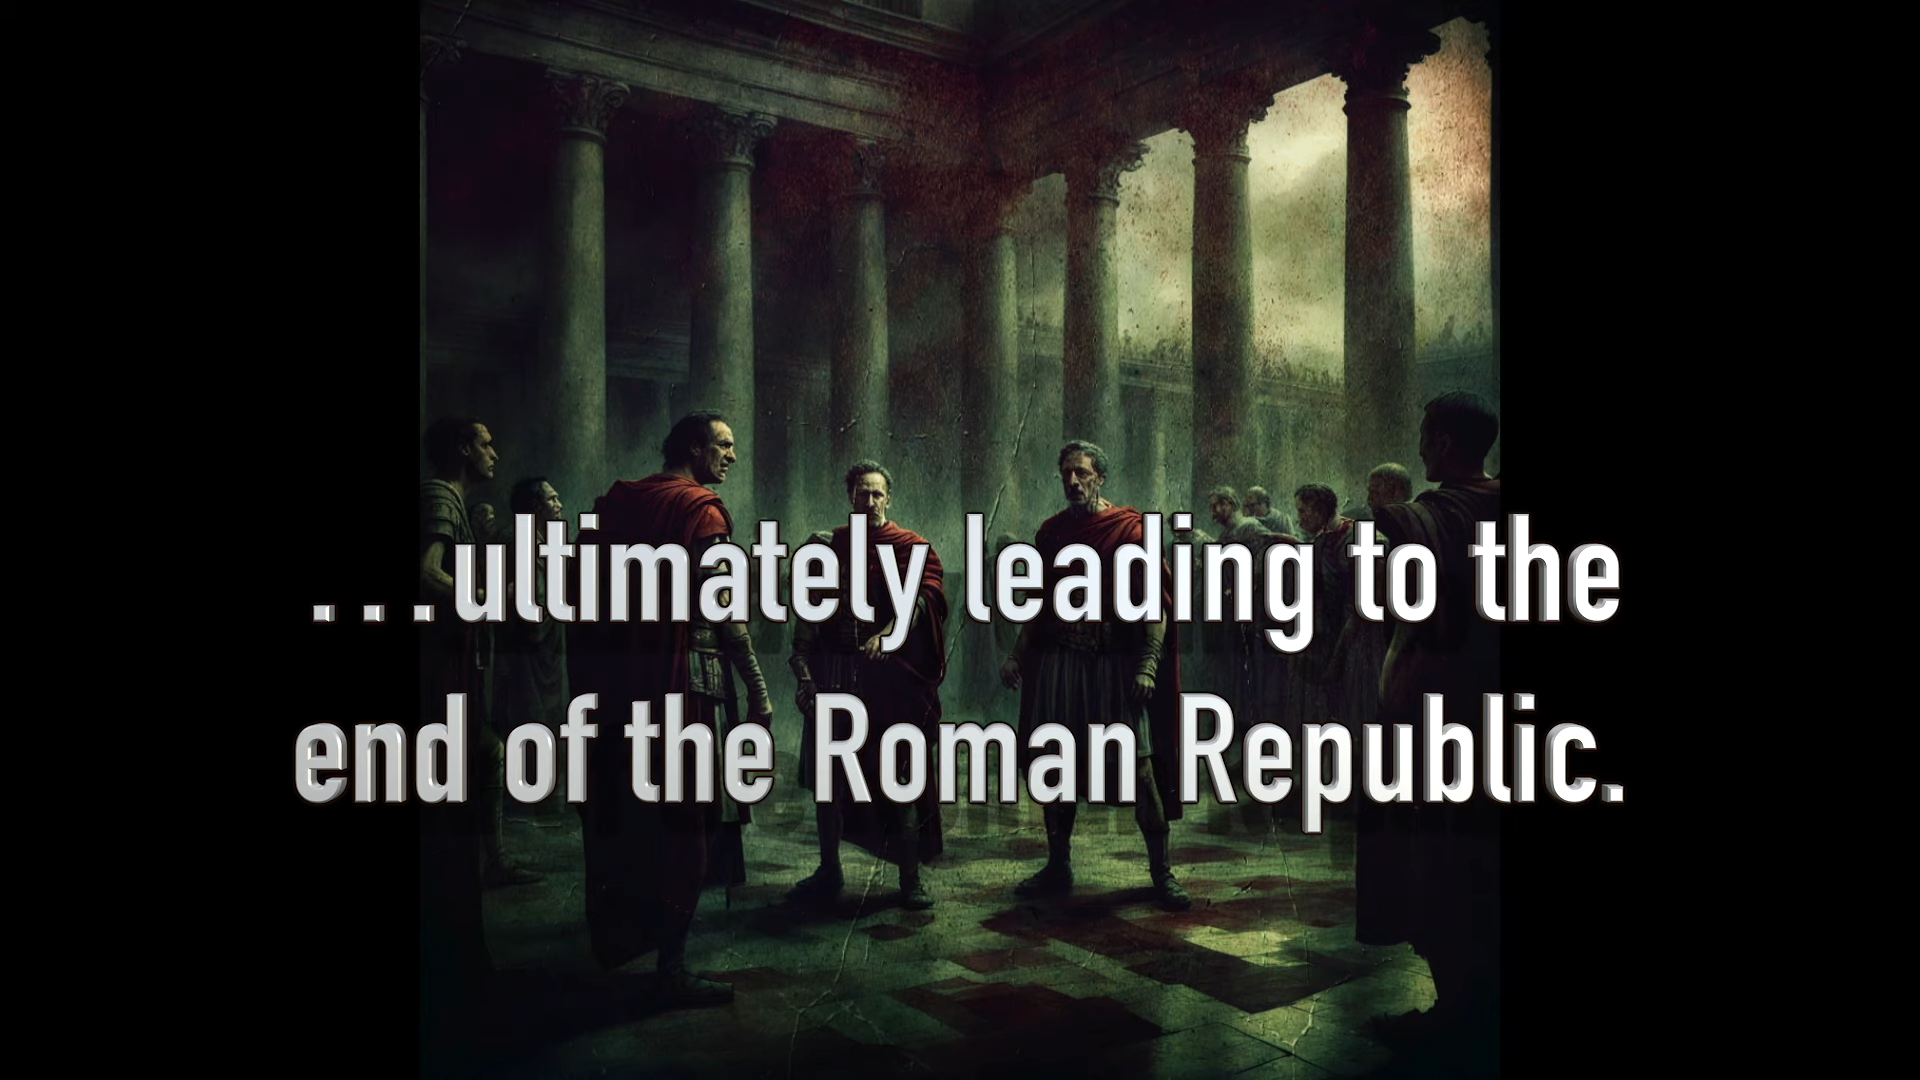 ...ultimately leading to the
end of the Roman Republic.